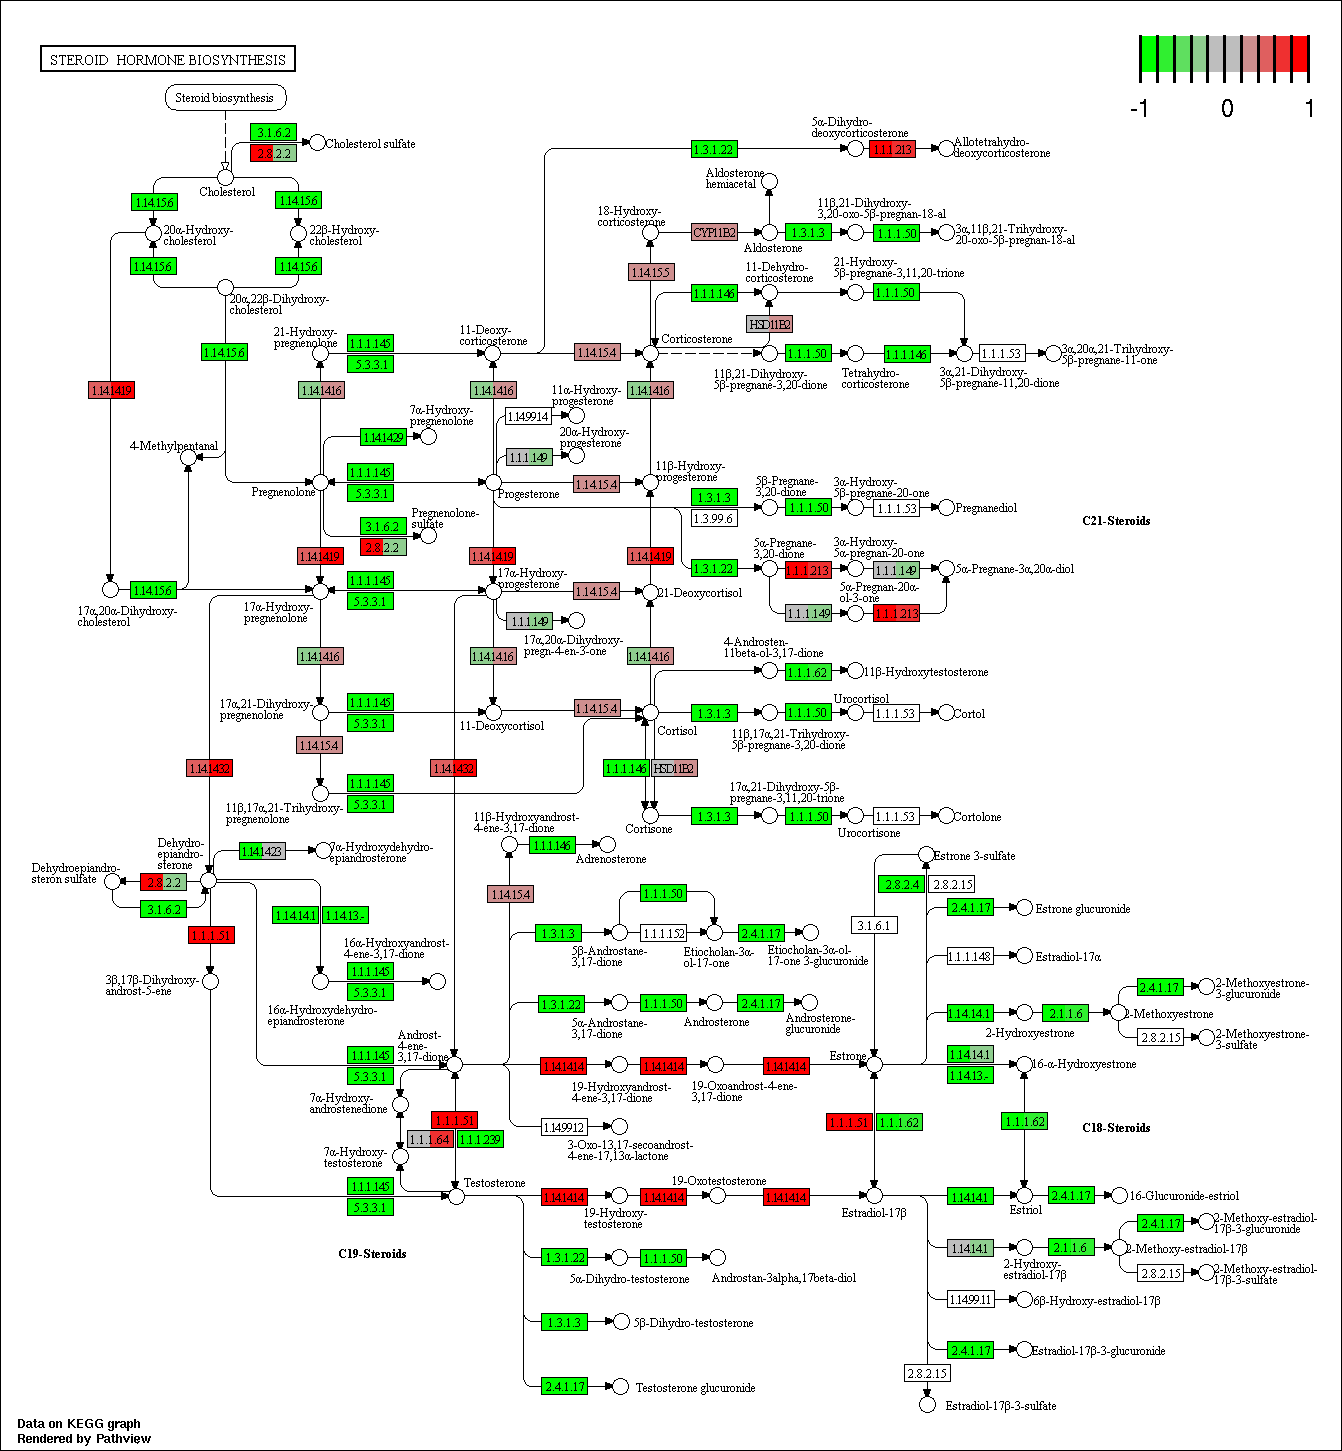 STEROID HORMONE BIOSYNTHESIS
-1 0 1
Steroid biosynthesis
3.1.6.2
2.8.2.2
Cholesterol sulfate
Cholesterol
1.14.15.6
1.14.15.6
20α-Hydroxy-
cholesterol
22β-Hydroxy-
cholesterol
1.14.15.6
1.14.15.6
20α,22β-Dihydroxy-
cholesterol
1.14.15.6
1.14.14.19
4-Methylpentanal
1.14.15.6
17α,20α-Dihydroxy-
cholesterol
21-Hydroxy-
pregnenolone
1.1.1.145
5.3.3.1
11-Deoxy-
corticosterone
1.14.15.4
Corticosterone
1.14.14.16
1.14.14.16
1.14.14.16
7α-Hydroxy-
pregnenolone
1.14.14.29
11α-Hydroxy-
progesterone
1.14.99.14
20α-Hydroxy-
progesterone
1.1.1.149
Pregnenolone
1.1.1.145
5.3.3.1
Progesterone
1.14.15.4
11β-Hydroxy-
progesterone
3.1.6.2
2.8.2.2
Pregnenolone-
sulfate
1.14.14.19
1.14.14.19
1.14.14.19
17α-Hydroxy-
pregnenolone
1.1.1.145
5.3.3.1
17α-Hydroxy-
progesterone
1.14.15.4
21-Deoxycortisol
1.1.1.149
17α,20α-Dihydroxy-
pregn-4-en-3-one
1.14.14.16
1.14.14.16
1.14.14.16
17α,21-Dihydroxy-
pregnenolone
1.1.1.145
5.3.3.1
11-Deoxycortisol
1.14.15.4
Cortisol
1.14.15.4
1.1.1.145
5.3.3.1
11β,17α,21-Trihydroxy-
pregnenolone
1.14.14.32
1.14.14.32
1.1.1.146
HSD11B2
Cortisone
1.3.1.22
5α-Dihydro-
deoxycorticosterone
1.1.1.213
Allotetrahydro-
deoxycorticosterone
Aldosterone
hemiacetal
18-Hydroxy-
corticosterone
CYP11B2
Aldosterone
11β,21-Dihydroxy-
3,20-oxo-5β-pregnan-18-al
1.3.1.3
1.1.1.50
3α,11β,21-Trihydroxy-
20-oxo-5β-pregnan-18-al
1.14.15.5
11-Dehydro-
corticosterone
1.1.1.146
21-Hydroxy-
5β-pregnane-3,11,20-trione
1.1.1.50
HSD11B2
1.1.1.50
1.1.1.146
1.1.1.53
11β,21-Dihydroxy-
5β-pregnane-3,20-dione
Tetrahydro-
corticosterone
3α,21-Dihydroxy-
5β-pregnane-11,20-dione
3α,20α,21-Trihydroxy-
5β-pregnane-11-one
1.3.1.3
1.3.99.6
5β-Pregnane-
3,20-dione
1.1.1.50
3α-Hydroxy-
5β-pregnane-20-one
1.1.1.53
Pregnanediol
C21-Steroids
1.3.1.22
5α-Pregnane-
3,20-dione
1.1.1.213
3α-Hydroxy-
5α-pregnan-20-one
1.1.1.149
5α-Pregnane-3α,20α-diol
1.1.1.149
5α-Pregnan-20α-
ol-3-one
1.1.1.213
4-Androsten-
11beta-ol-3,17-dione
1.1.1.62
11β-Hydroxytestosterone
1.3.1.3
1.1.1.50
Urocortisol
1.1.1.53
Cortol
11β,17α,21-Trihydroxy-
5β-pregnane-3,20-dione
17α,21-Dihydroxy-5β-
pregnane-3,11,20-trione
1.3.1.3
1.1.1.50
Urocortisone
1.1.1.53
Cortolone
Dehydro-
epiandro-
sterone
1.14.14.23
7α-Hydroxydehydro-
epiandrosterone
Dehydroepiandro-
steron sulfate
2.8.2.2
3.1.6.2
1.1.1.51
1.14.14.1
1.14.13.-
3β,17β-Dihydroxy-
androst-5-ene
16α-Hydroxyandrost-
4-ene-3,17-dione
1.1.1.145
5.3.3.1
16α-Hydroxydehydro-
epiandrosterone
11β-Hydroxyandrost-
4-ene-3,17-dione
1.1.1.146
Adrenosterone
1.14.15.4
1.1.1.50
1.3.1.3
1.1.1.152
2.4.1.17
5β-Androstane-
3,17-dione
Etiocholan-3α-
ol-17-one
Etiocholan-3α-ol-
17-one 3-glucuronide
1.3.1.22
1.1.1.50
2.4.1.17
5α-Androstane-
3,17-dione
Androsterone
Androsterone-
glucuronide
Androst-
4-ene-
3,17-dione
1.1.1.145
5.3.3.1
1.14.14.14
1.14.14.14
1.14.14.14
19-Hydroxyandrost-
4-ene-3,17-dione
19-Oxoandrost-4-ene-
3,17-dione
Estrone
7α-Hydroxy-
androstenedione
1.1.1.51
1.1.1.64
1.1.1.239
7α-Hydroxy-
testosterone
1.14.99.12
3-Oxo-13,17-secoandrost-
4-ene-17,13α-lactone
1.1.1.145
5.3.3.1
Testosterone
1.14.14.14
1.14.14.14
1.14.14.14
19-Hydroxy-
testosterone
19-Oxotestosterone
Estradiol-17β
C19-Steroids
1.3.1.22
1.1.1.50
5α-Dihydro-testosterone
Androstan-3alpha,17beta-diol
1.3.1.3
5β-Dihydro-testosterone
2.4.1.17
Testosterone glucuronide
Estrone 3-sulfate
2.8.2.4
2.8.2.15
3.1.6.1
2.4.1.17
Estrone glucuronide
1.1.1.148
Estradiol-17α
1.14.14.1
2-Hydroxyestrone
2.1.1.6
2-Methoxyestrone
2.4.1.17
2-Methoxyestrone-
3-glucuronide
2.8.2.15
2-Methoxyestrone-
3-sulfate
1.14.14.1
1.14.13.-
16-α-Hydroxyestrone
1.1.1.51
1.1.1.62
1.1.1.62
C18-Steroids
1.14.14.1
Estriol
2.4.1.17
16-Glucuronide-estriol
1.14.14.1
2-Hydroxy-
estradiol-17β
2.1.1.6
2-Methoxy-estradiol-17β
2.4.1.17
2-Methoxy-estradiol-
17β-3-glucuronide
2.8.2.15
2-Methoxy-estradiol-
17β-3-sulfate
1.14.99.11
6β-Hydroxy-estradiol-17β
2.4.1.17
Estradiol-17β-3-glucuronide
2.8.2.15
Estradiol-17β-3-sulfate
Data on KEGG graph
Rendered by Pathview